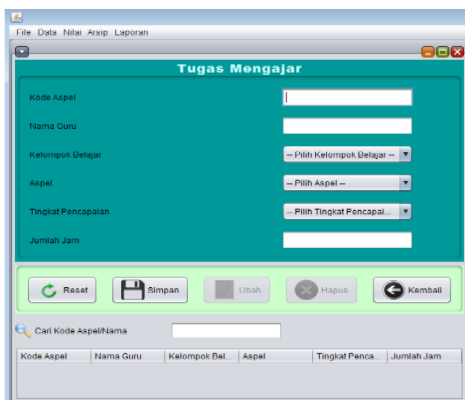 File Data Nilai Arsip Laporan
Tugas Mengajar
Kode Aspel
Nama Guru
Kelompok Belajar -- Pilih Kelompok Belajar --
Aspel -- Pilih Aspel --
Tingkat Pencapaian -- Pilih Tingkat Pencapai...
Jumlah Jam
Reset Simpan Ubah Hapus Kembali
Cari Kode Aspel/Nama
Kode Aspel Nama Guru Kelompok Bel... Aspel Tingkat Penca... Jumlah Jam